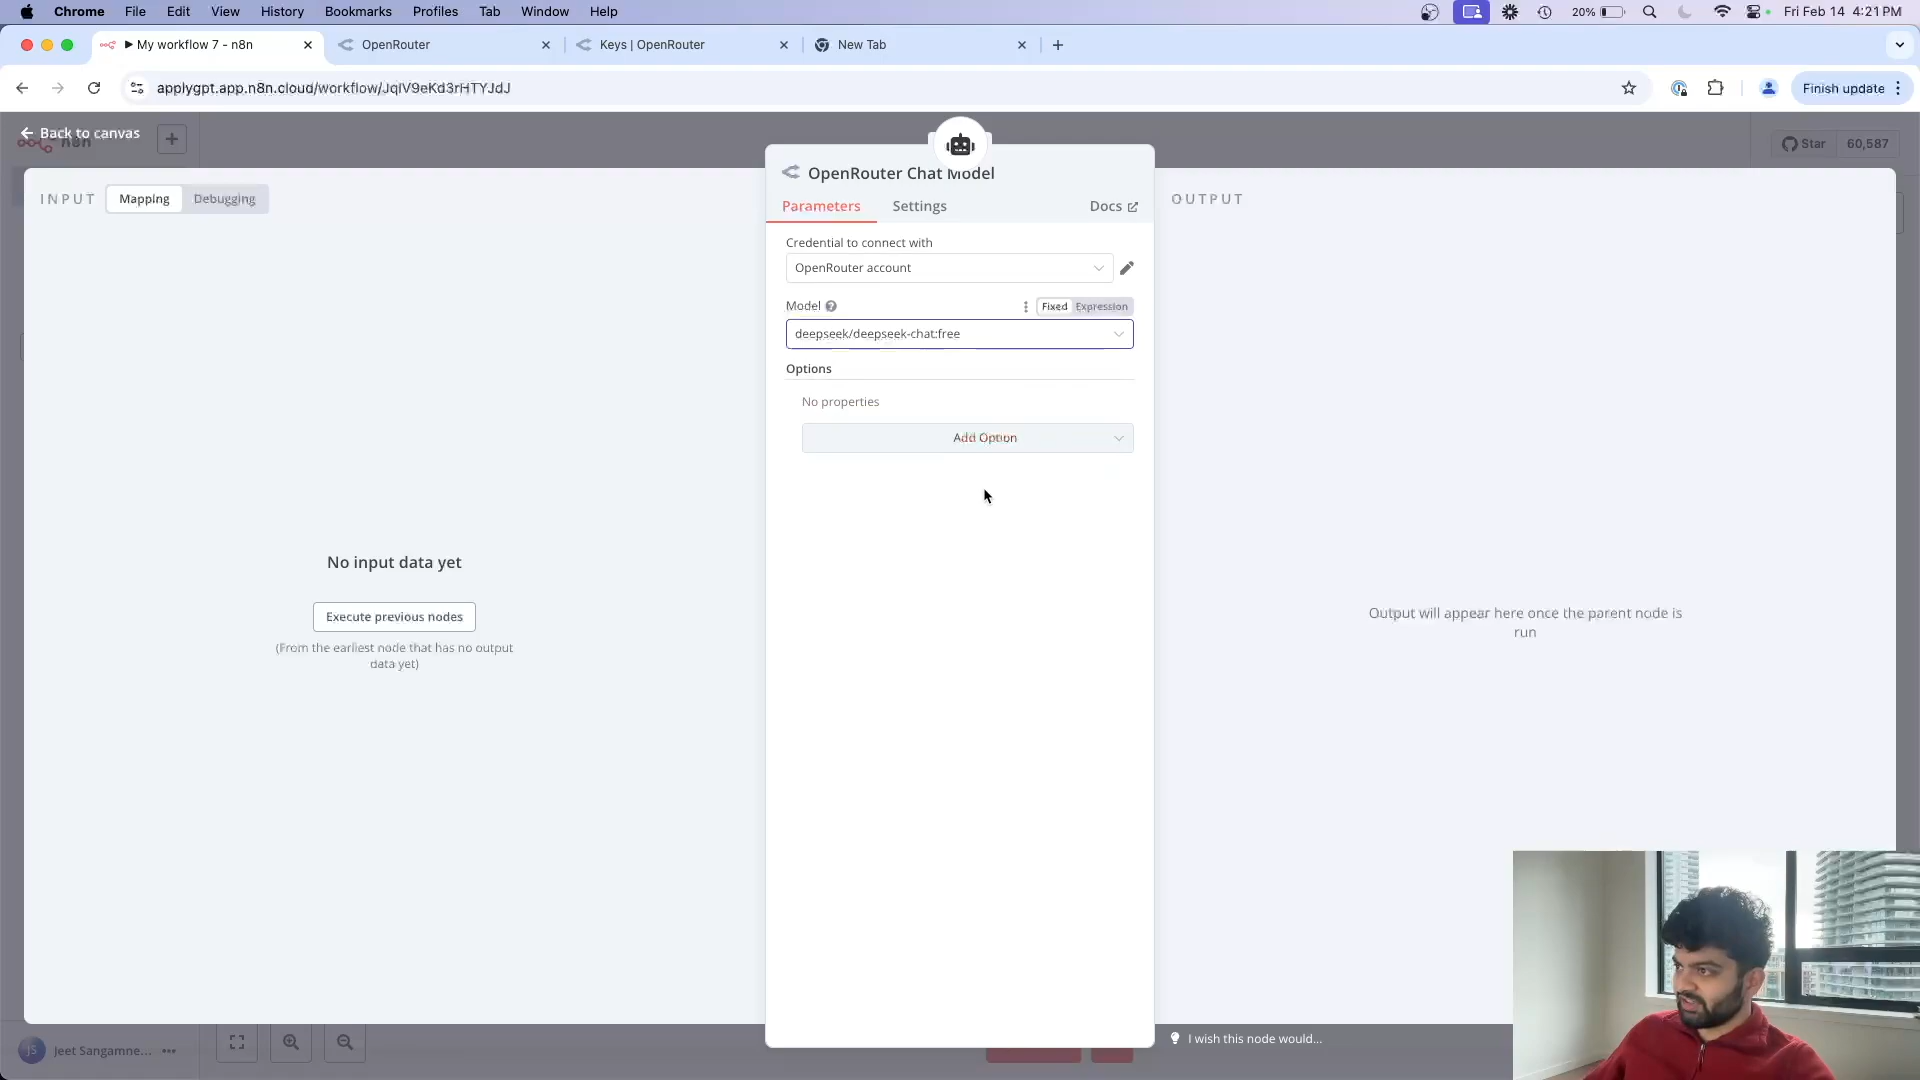 Chrome File Edit View History Bookmarks Profiles Tab Window Help 20% Fri Feb 14 4:21 PM
My workflow 7 - n8n OpenRouter Keys | OpenRouter New Tab
applygpt.app.n8n.cloud/workflow/JqIV9eKd3rHTYJdJ Finish update
Back to canvas
n8n
Star 60,587
OpenRouter Chat Model
INPUT Mapping Debugging
Parameters Settings Docs
OUTPUT
Credential to connect with
OpenRouter account
Model Fixed Expression
deepseek/deepseek-chat:free
Options
No properties
Add Option
No input data yet
Execute previous nodes
(From the earliest node that has no output
data yet)
Output will appear here once the parent node is
run
I wish this node would...
JS Jeet Sangamne...